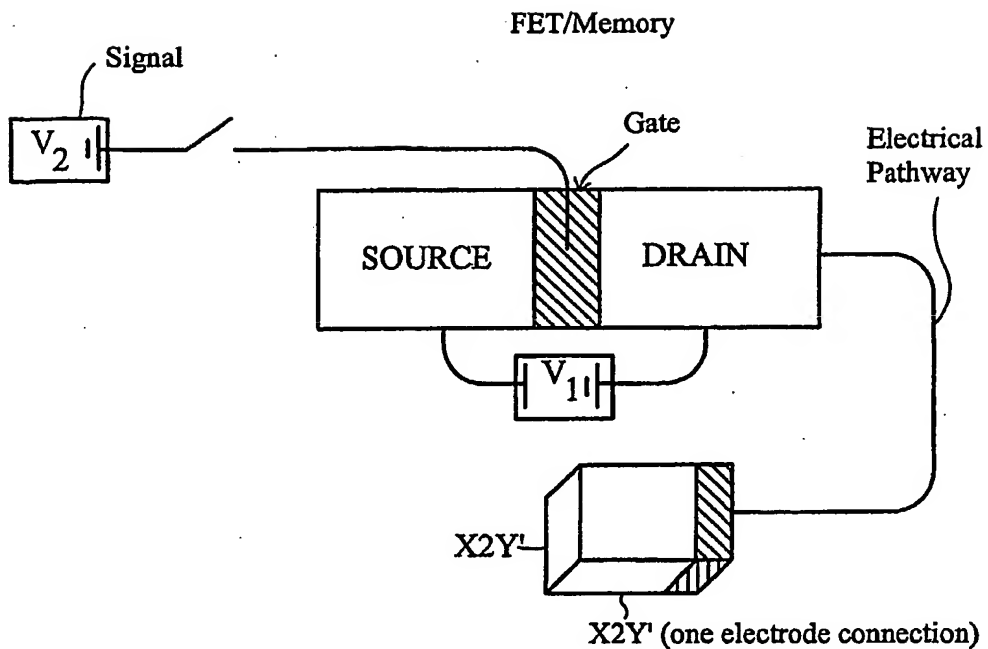 FET/Memory
Signal
V2
Gate
Electrical
Pathway
SOURCE
DRAIN
V1
X2Y'
X2Y' (one electrode connection)